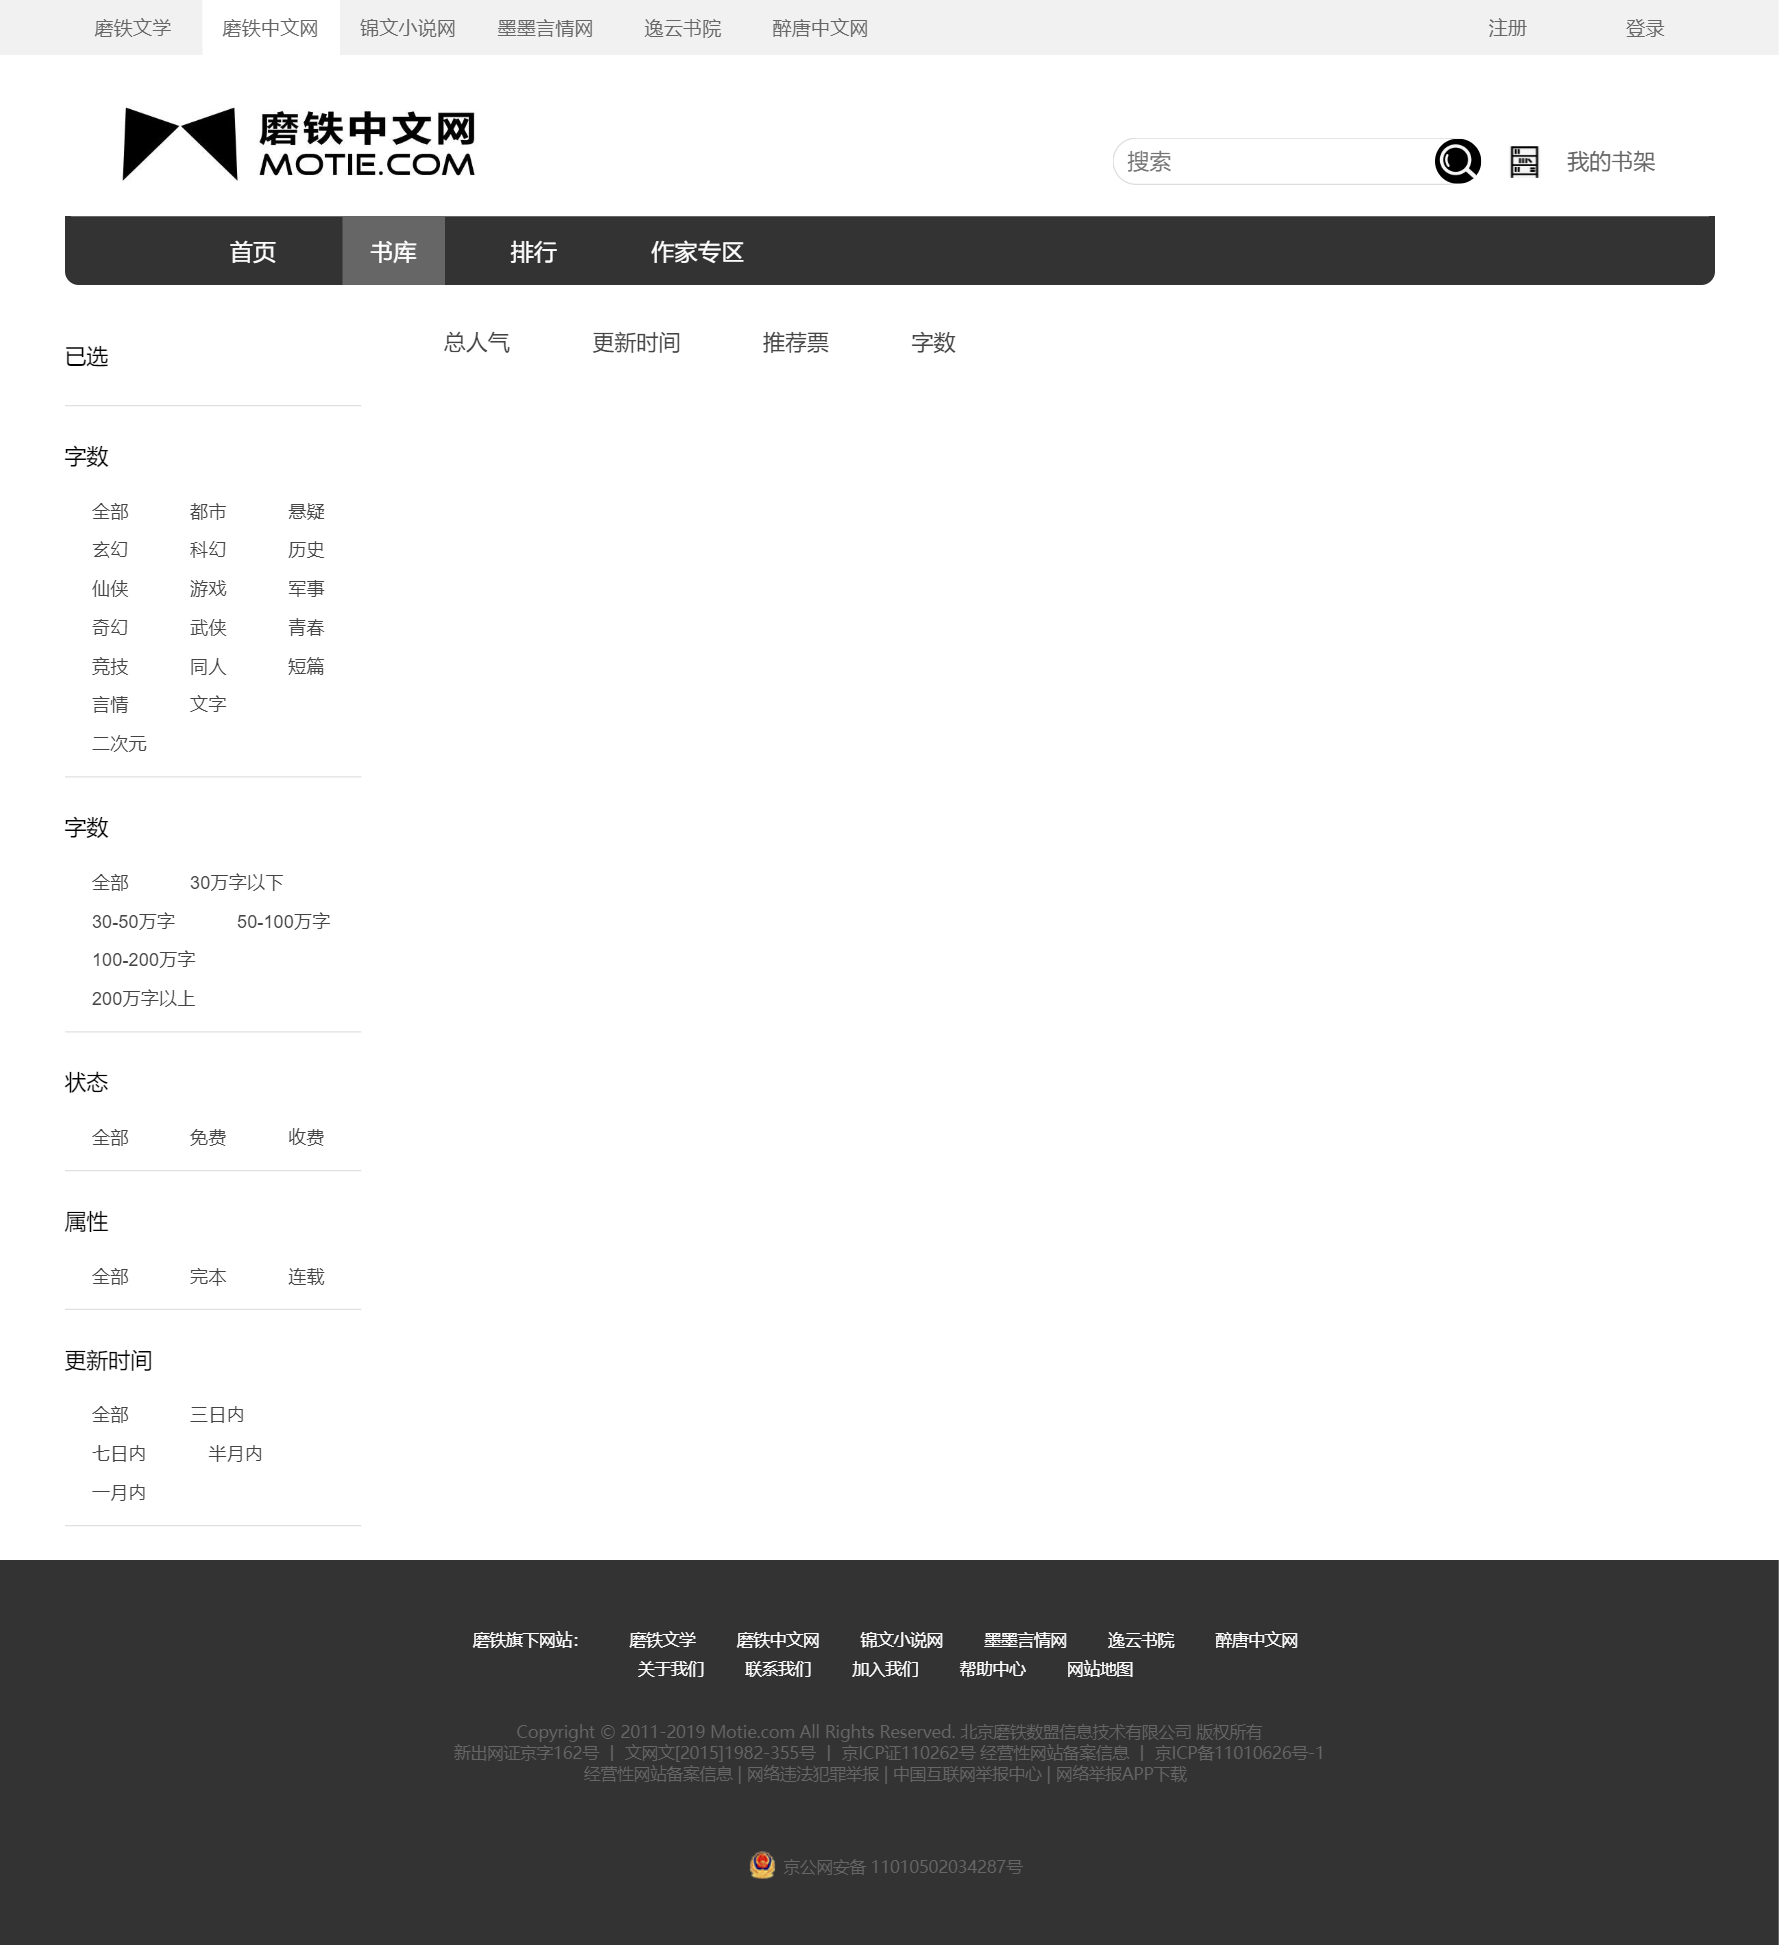 磨铁文学 磨铁中文网 锦文小说网 墨墨言情网 逸云书院 醉唐中文网 注册 登录
磨铁中文网
MOTIE.COM
搜索 我的书架
首页 书库 排行 作家专区
总人气 更新时间 推荐票 字数
已选
字数
全部 都市 悬疑
玄幻 科幻 历史
仙侠 游戏 军事
奇幻 武侠 青春
竞技 同人 短篇
言情 文字
二次元
字数
全部 30万字以下
30-50万字 50-100万字
100-200万字
200万字以上
状态
全部 免费 收费
属性
全部 完本 连载
更新时间
全部 三日内
七日内 半月内
一月内
磨铁旗下网站： 磨铁文学 磨铁中文网 锦文小说网 墨墨言情网 逸云书院 醉唐中文网
关于我们 联系我们 加入我们 帮助中心 网站地图
Copyright © 2011-2019 Motie.com All Rights Reserved. 北京磨铁数盟信息技术有限公司 版权所有
新出网证京字162号 | 文网文[2015]1982-355号 | 京ICP证110262号 经营性网站备案信息 | 京ICP备11010626号-1
经营性网站备案信息 | 网络违法犯罪举报 | 中国互联网举报中心 | 网络举报APP下载
京公网安备 11010502034287号